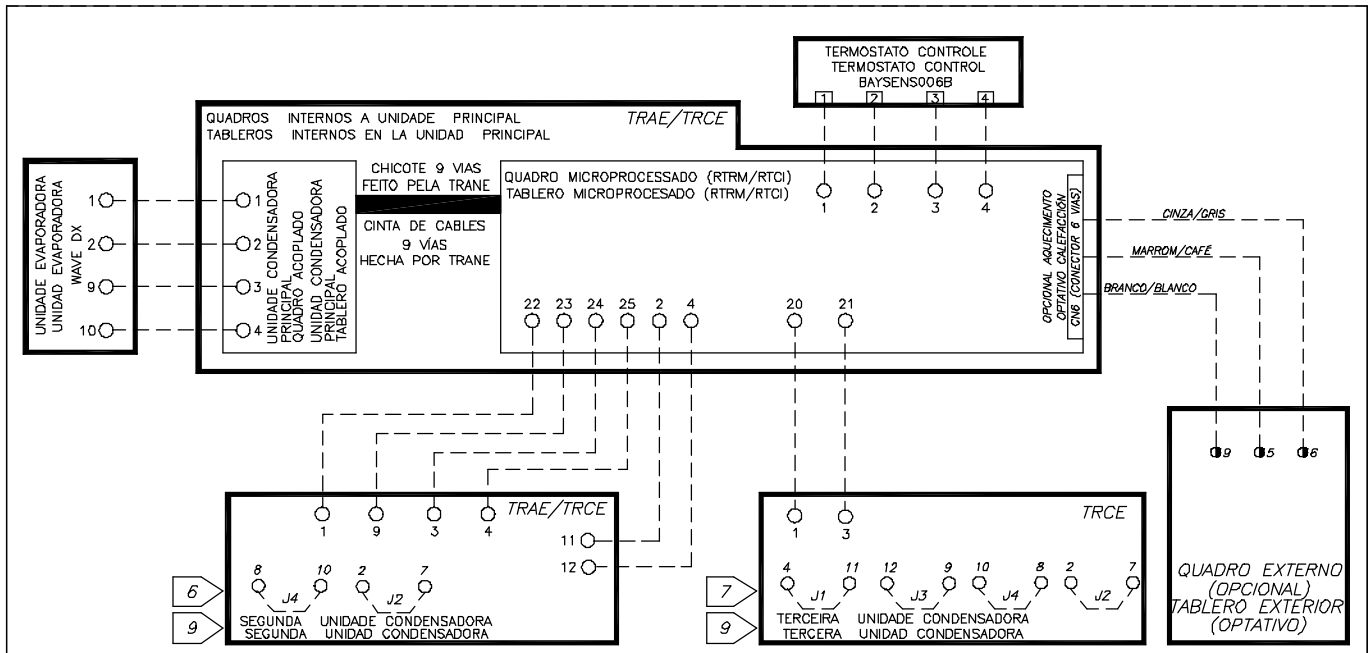 TERMOSTATO CONTROLE
TERMOSTATO CONTROL
BAYSENS006B
1 2 3 4
QUADROS INTERNOS A UNIDADE PRINCIPAL
TABLEROS INTERNOS EN LA UNIDAD PRINCIPAL
TRAE/TRCE
UNIDADE EVAPORADORA
UNIDAD EVAPORADORA
WAVE DX
1
2
9
10
1
2
3
4
UNIDADE CONDENSADORA
PRINCIPAL
QUADRO ACOPLADO
UNIDAD CONDENSADORA
PRINCIPAL
TABLERO ACOPLADO
CHICOTE 9 VIAS
FEITO PELA TRANE
CINTA DE CABLES
9 VÍAS
HECHA POR TRANE
QUADRO MICROPROCESSADO (RTRM/RTCI)
TABLERO MICROPROCESADO (RTRM/RTCI)
1 2 3 4
22 23 24 25 2 4 20 21
OPCIONAL AQUECIMENTO
OPTATIVO CALEFACCIÓN
CN6 (CONECTOR 6 VIAS)
CINZA/GRIS
MARROM/CAFÉ
BRANCO/BLANCO
9 5 6
QUADRO EXTERNO
(OPCIONAL)
TABLERO EXTERIOR
(OPTATIVO)
TRAE/TRCE
1 9 3 4
11
12
8 10 2 7
J4 J2
6
9
SEGUNDA UNIDADE CONDENSADORA
SEGUNDA UNIDAD CONDENSADORA
TRCE
1 3
4 11 12 9 10 8 2 7
J1 J3 J4 J2
7
9
TERCEIRA UNIDADE CONDENSADORA
TERCERA UNIDAD CONDENSADORA